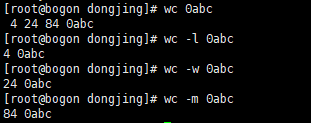 [root@bogon dongjing]# wc 0abc
 4 24 84 0abc
[root@bogon dongjing]# wc -l 0abc
4 0abc
[root@bogon dongjing]# wc -w 0abc
24 0abc
[root@bogon dongjing]# wc -m 0abc
84 0abc